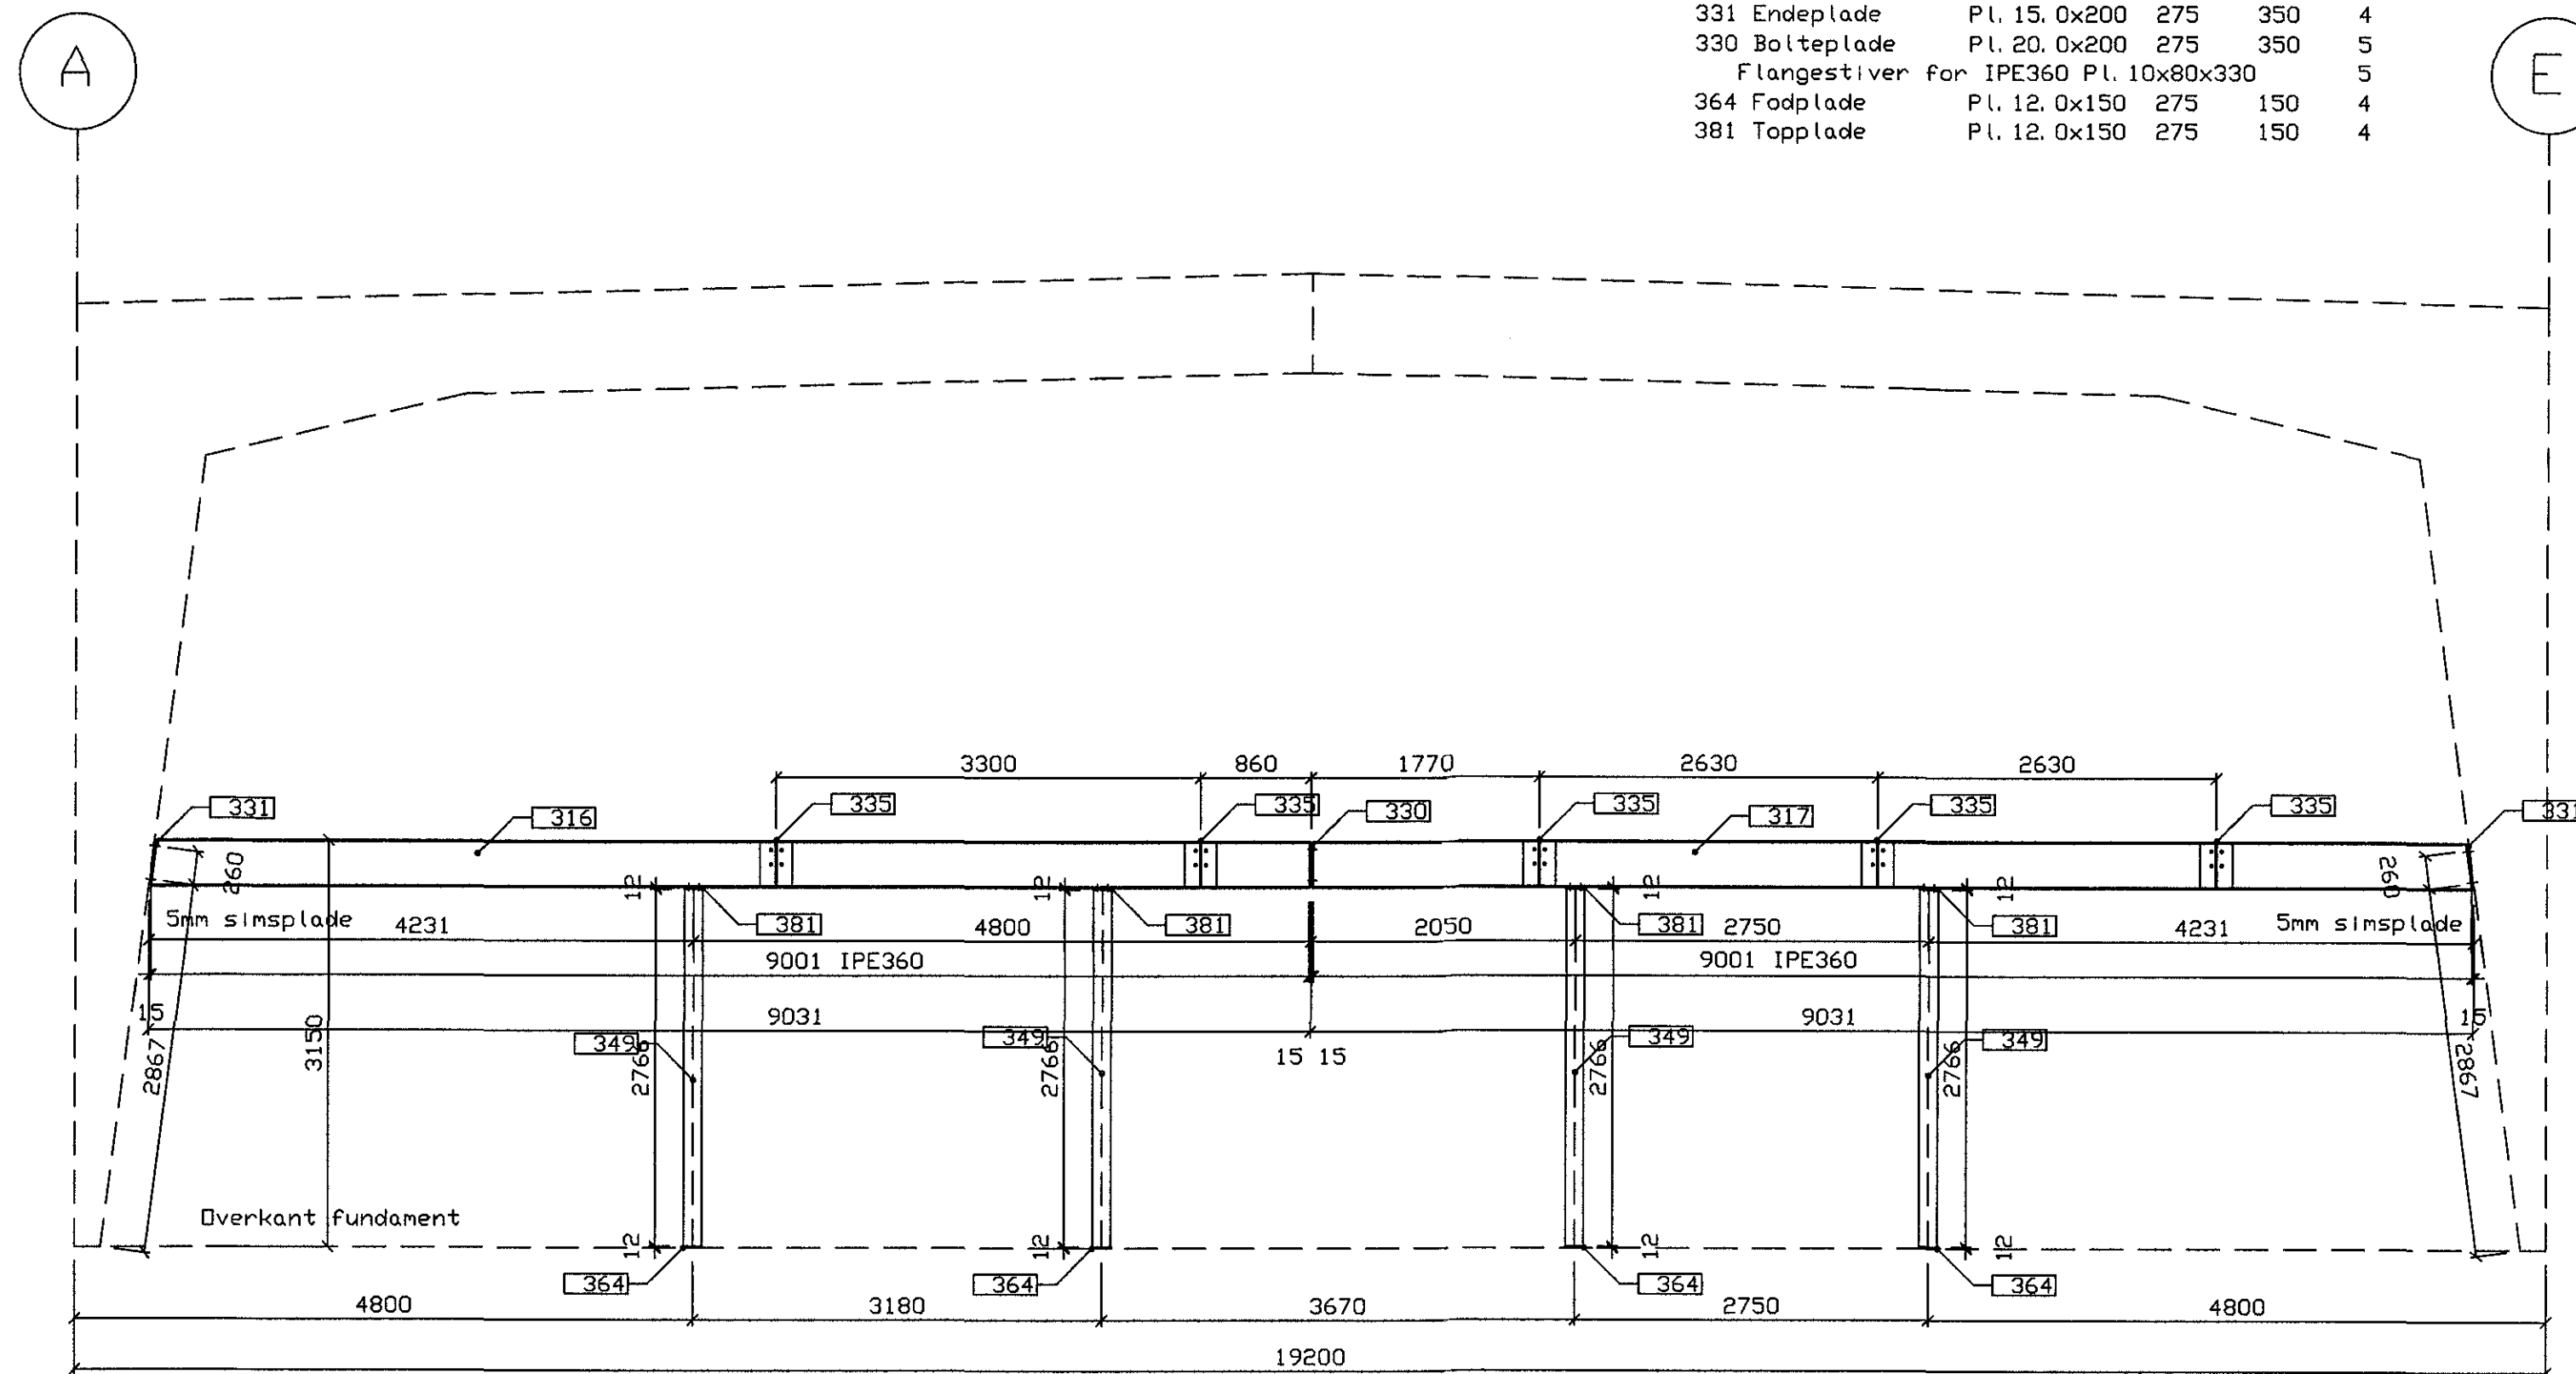 331 Endeplade Pl. 15.0x200 275 350 4
330 Bolteplade Pl. 20.0x200 275 350 5
Flangestiver for IPE360 Pl. 10x80x330 5
364 Fodplade Pl. 12.0x150 275 150 4
381 Topplade Pl. 12.0x150 275 150 4
A
E
3300 860 1770 2630 2630
331 316 335 335 330 335 317 335 335 331
260 260
12 12 12 12
5mm simsplade 381 381 381 381 5mm simsplade
4231 4800 2050 2750 4231
9001 IPE360 9001 IPE360
15 9031 9031 15
2867 3150 349 2766 349 2766 15 15 349 2766 349 2766 2867
Overkant fundament
12 12 12 12
364 364 364 364
4800 3180 3670 2750 4800
19200